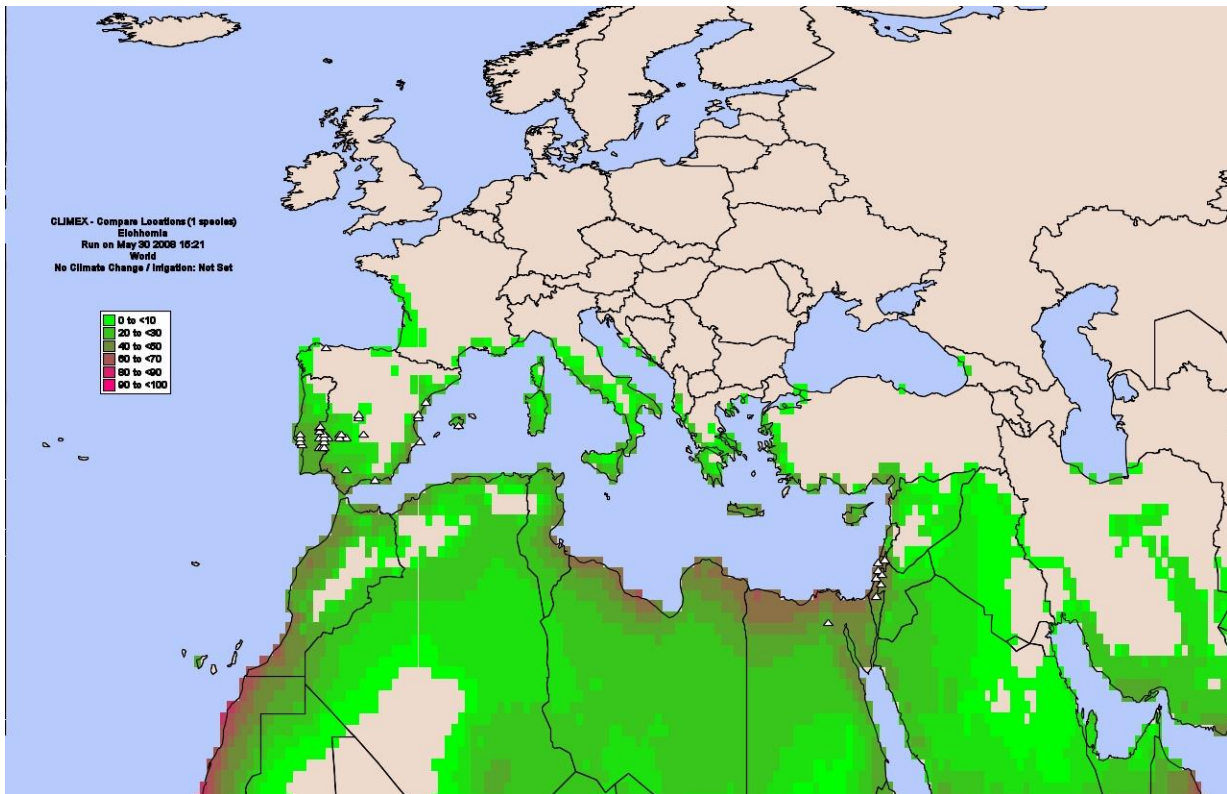 CLIMEX - Compare Locations (1 species)
Eichhornia
Run on May 30 2008 15:21
World
No Climate Change / Irrigation: Not Set
0 to <10
20 to <30
40 to <50
60 to <70
80 to <90
90 to <100